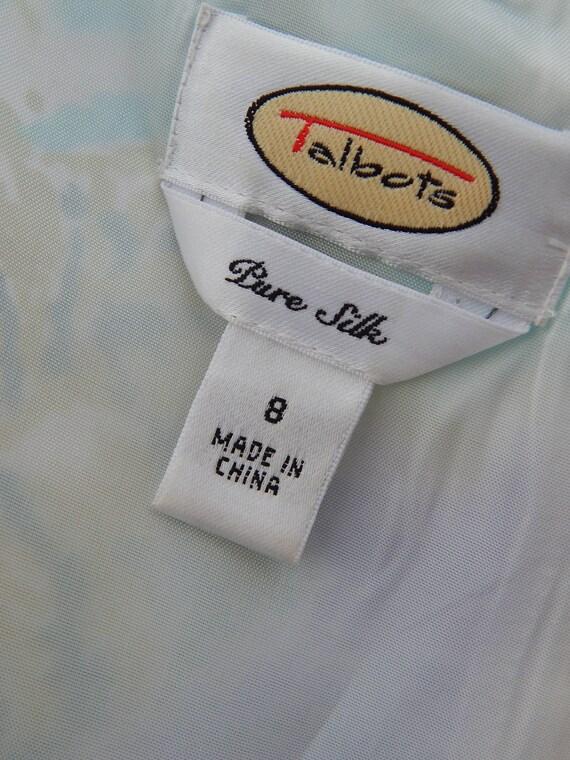 Talbots
Pure Silk
8
MADE IN
CHINA